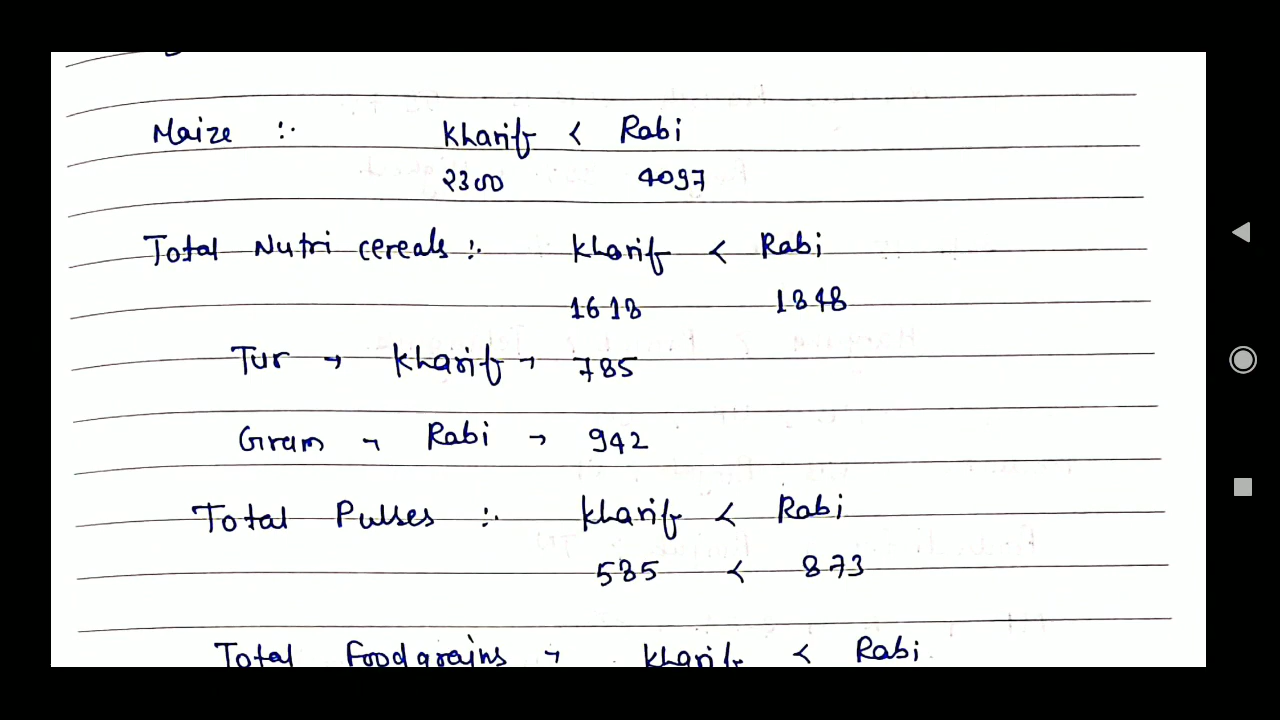 Maize :- Kharif < Rabi
2300 4097
Total Nutri cereals :- Kharif < Rabi
1618 1848
Tur → Kharif → 785
Gram → Rabi → 942
Total Pulses :- Kharif < Rabi
585 < 873
Total Foodgrains → Kharif < Rabi